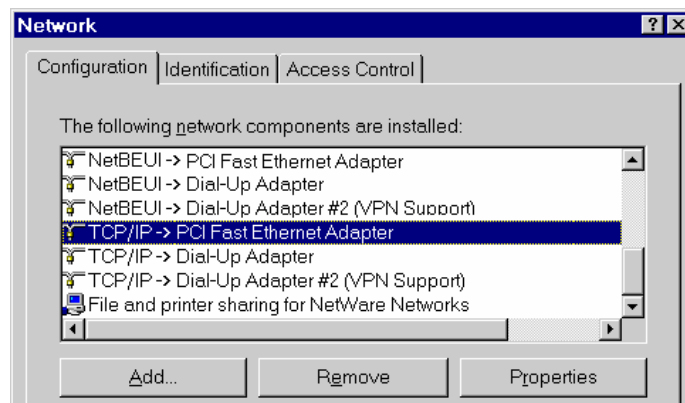 Network
Configuration Identification Access Control
The following network components are installed:
NetBEUI -> PCI Fast Ethernet Adapter
NetBEUI -> Dial-Up Adapter
NetBEUI -> Dial-Up Adapter #2 (VPN Support)
TCP/IP -> PCI Fast Ethernet Adapter
TCP/IP -> Dial-Up Adapter
TCP/IP -> Dial-Up Adapter #2 (VPN Support)
File and printer sharing for NetWare Networks
Add... Remove Properties